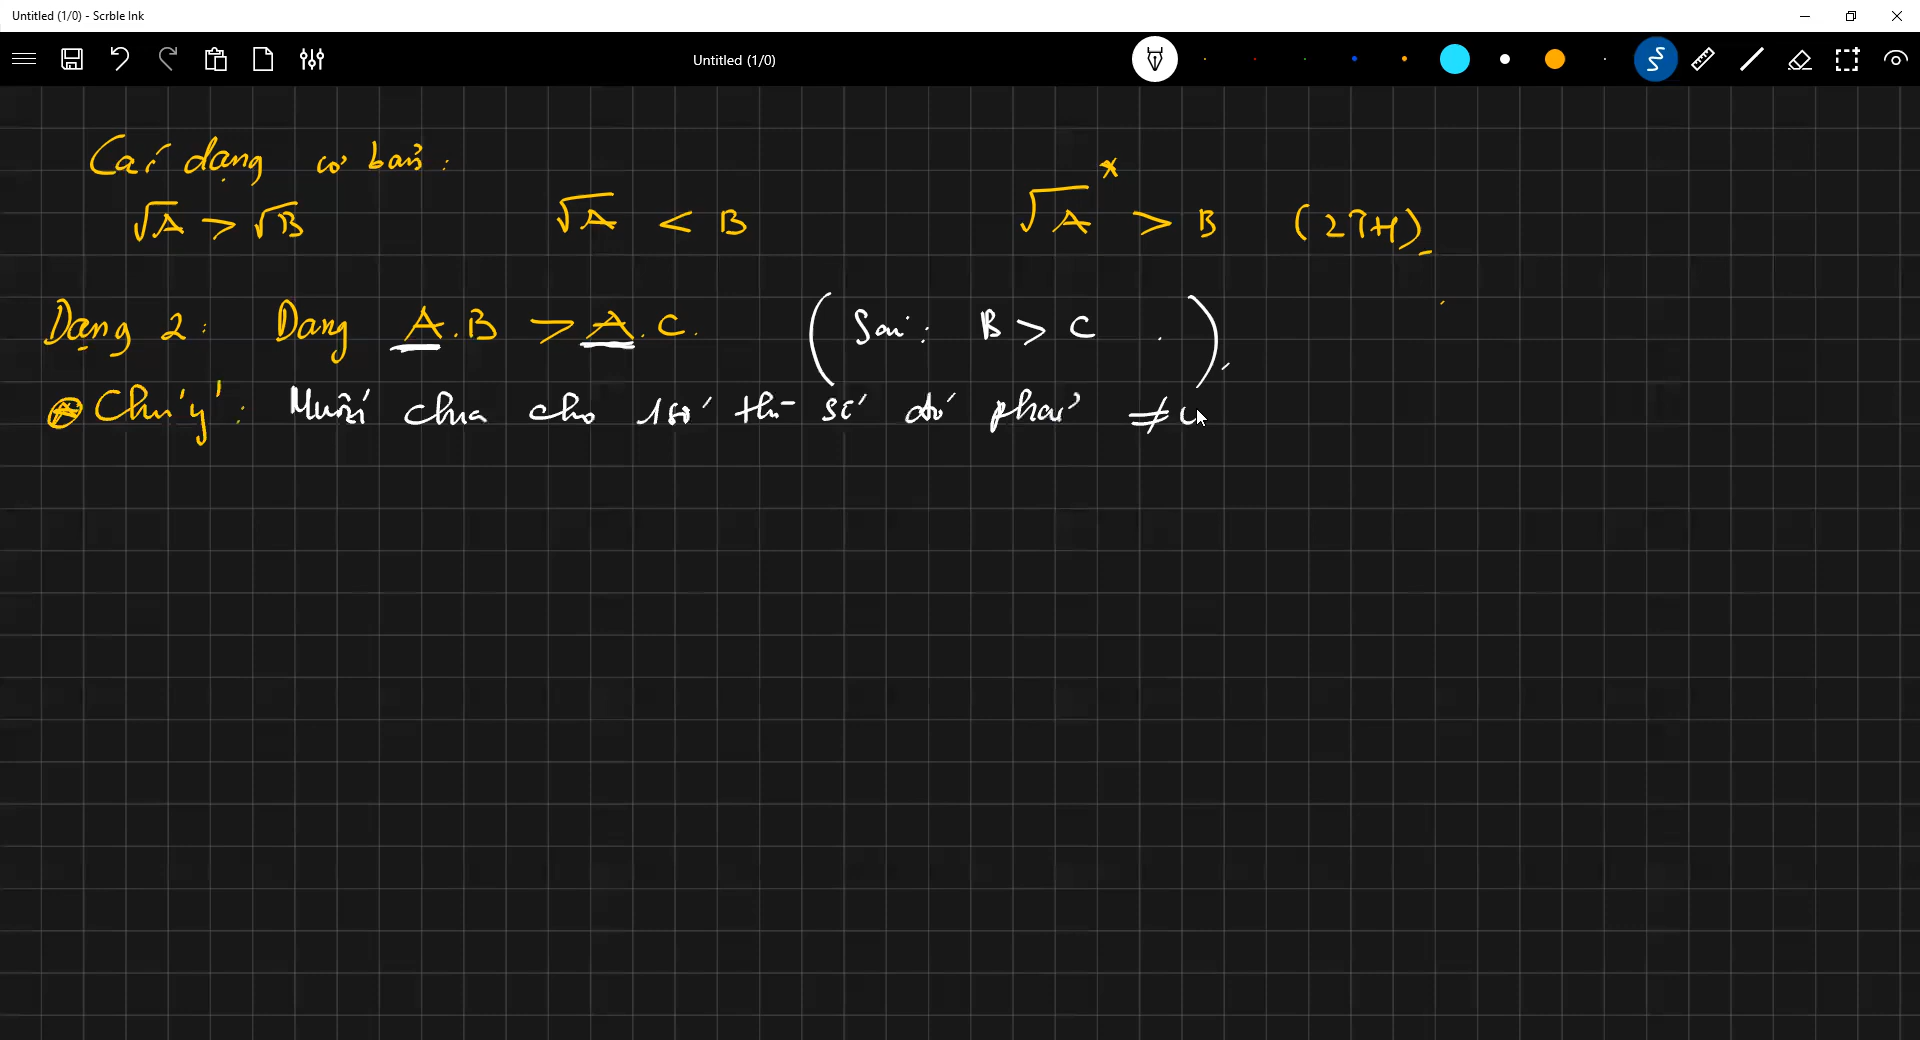 Untitled (1/0) - Scrble Ink
Untitled (1/0)
Các dạng cơ bản:
√A > √B √A < B √A > B (2TH)
Dạng 2: Dạng A.B > A.C. (Sai: B > C.)
Chú ý: Muốn chia cho 1 số thì số đó phải ≠